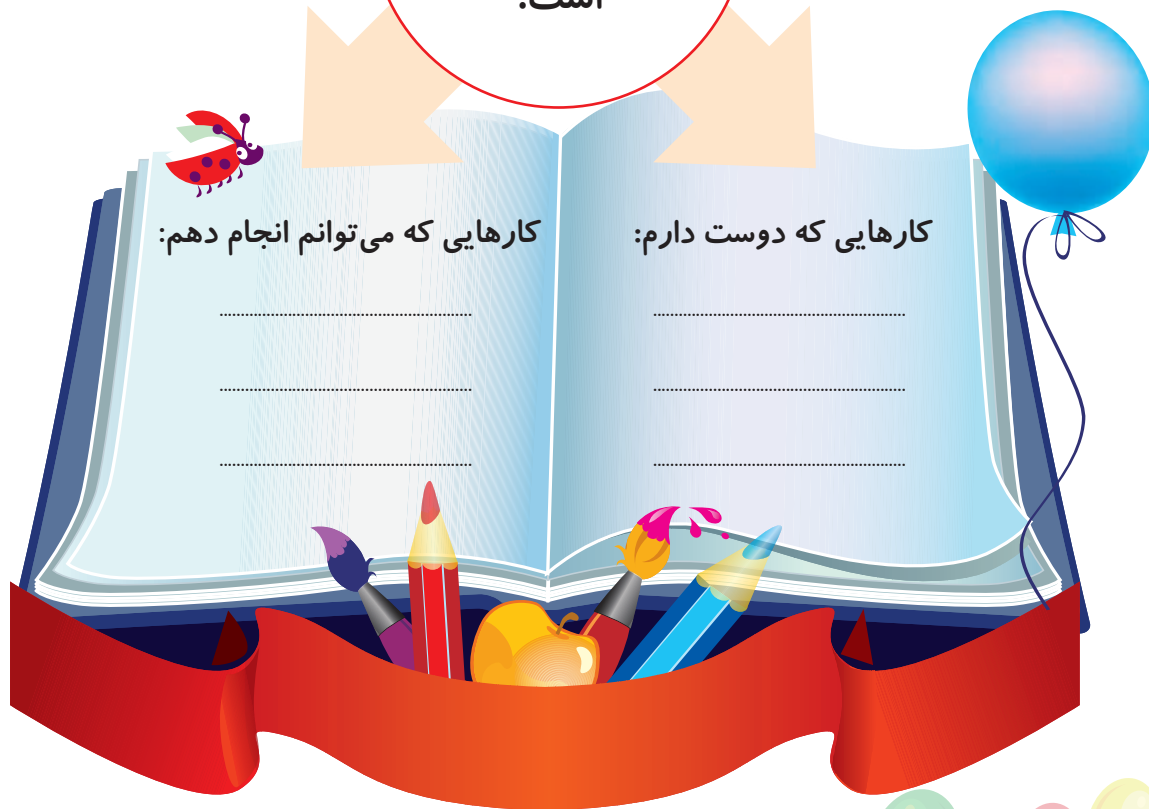 است.
کارهایی که دوست دارم:
کارهایی که می‌توانم انجام دهم: